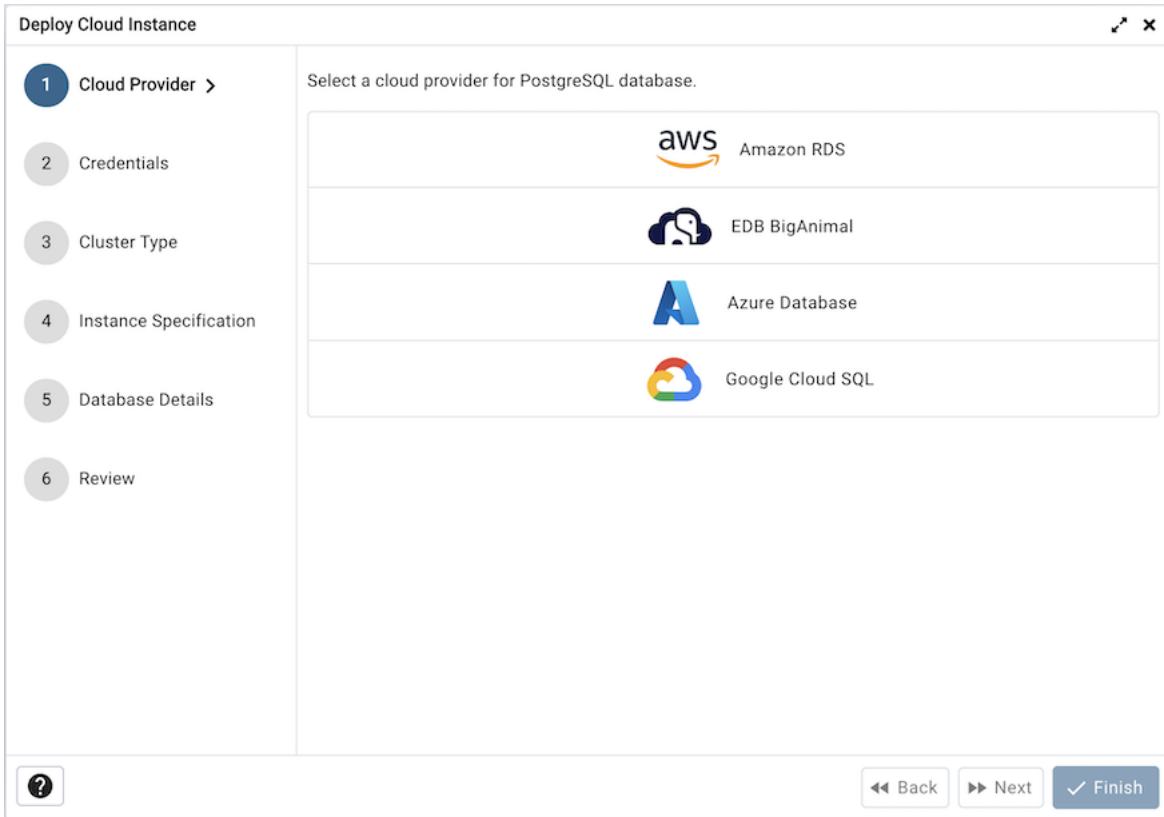 Deploy Cloud Instance
1 Cloud Provider
2 Credentials
3 Cluster Type
4 Instance Specification
5 Database Details
6 Review
Select a cloud provider for PostgreSQL database.
aws Amazon RDS
EDB BigAnimal
Azure Database
Google Cloud SQL
? Back Next Finish